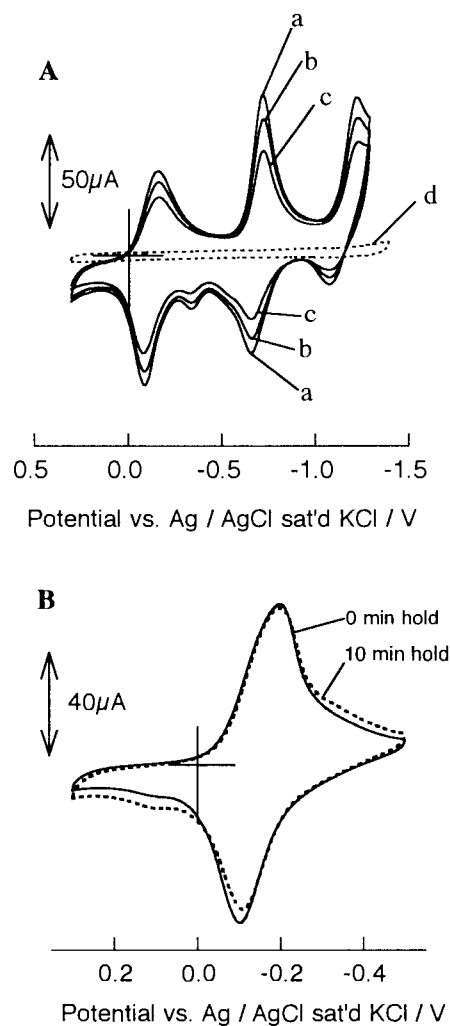 A
a
b
c
50µA
d
c
b
a
0.5 0.0 -0.5 -1.0 -1.5
Potential vs. Ag / AgCl sat'd KCl / V
B
0 min hold
10 min hold
40µA
0.2 0.0 -0.2 -0.4
Potential vs. Ag / AgCl sat'd KCl / V